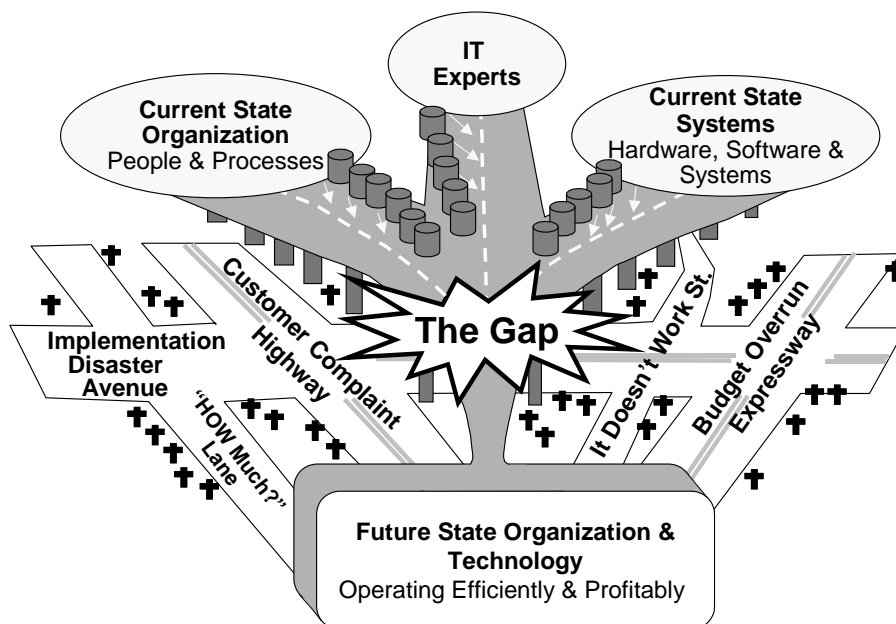 IT
Experts
Current State
Organization
People & Processes
Current State
Systems
Hardware, Software &
Systems
The Gap
Implementation
Disaster
Avenue
Customer Complaint
Highway
“HOW Much?”
Lane
It Doesn’t Work St.
Budget Overrun
Expressway
Future State Organization &
Technology
Operating Efficiently & Profitably